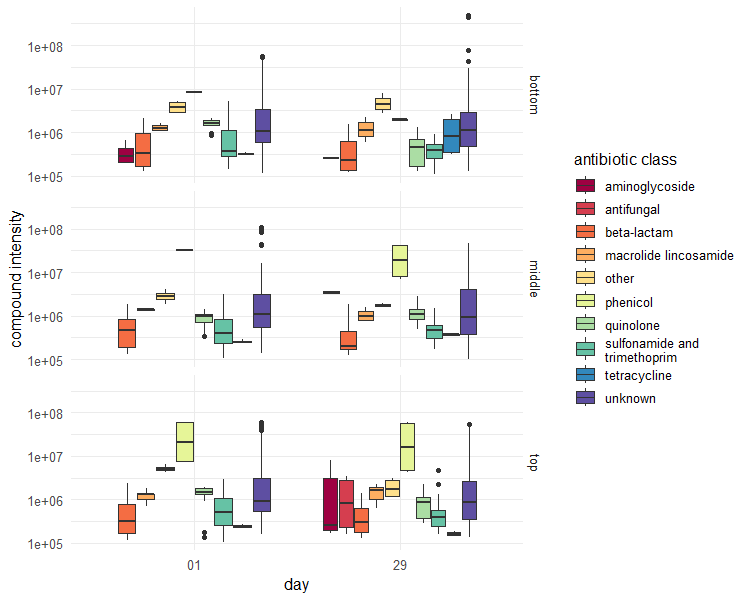 1e+08
1e+07
1e+06
1e+05
bottom
1e+08
1e+07
1e+06
1e+05
middle
1e+08
1e+07
1e+06
1e+05
top
compound intensity
01
29
day
antibiotic class
aminoglycoside
antifungal
beta-lactam
macrolide lincosamide
other
phenicol
quinolone
sulfonamide and
trimethoprim
tetracycline
unknown